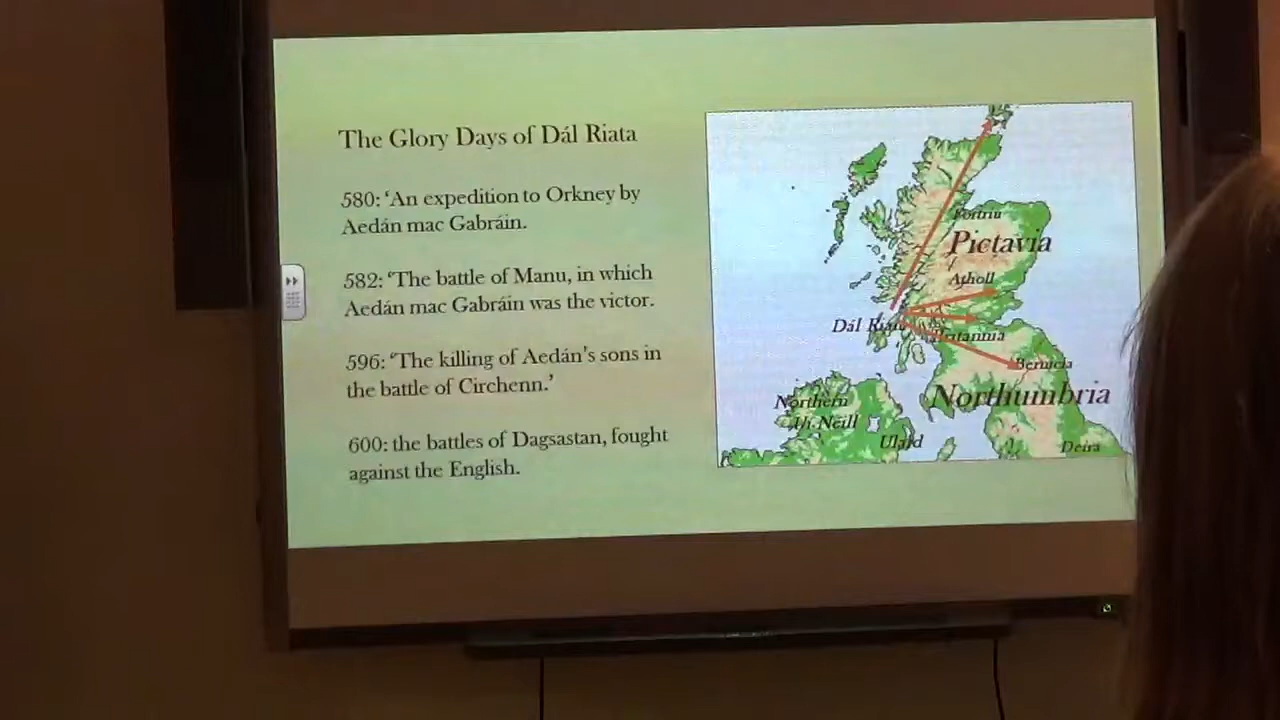 The Glory Days of Dál Riata
580: ‘An expedition to Orkney by
Aedán mac Gabráin.
582: ‘The battle of Manu, in which
Aedán mac Gabráin was the victor.
596: ‘The killing of Aedán’s sons in
the battle of Circhenn.’
600: the battles of Dagsastan, fought
against the English.
Fortriu
Pictavia
Atholl
Dál Riata
Britannia
Bernicia
Northumbria
Northern
Uí Neill
Ulaid
Deira